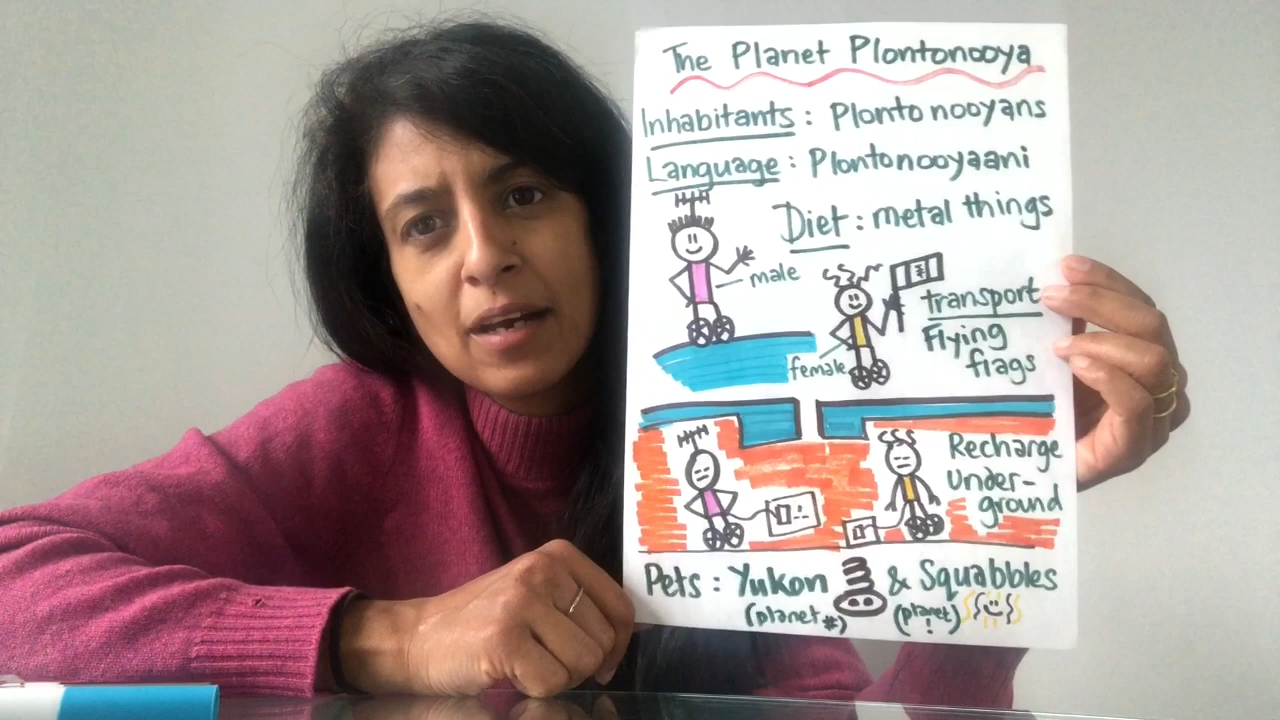 The Planet Plontonooya
Inhabitants : Plontonooyans
Language : Plontonooyaani
Diet : metal things
male
transport
Flying
flags
female
Recharge
Under-
ground
Pets : Yukon & Squabbles
(planet #) (planet !)